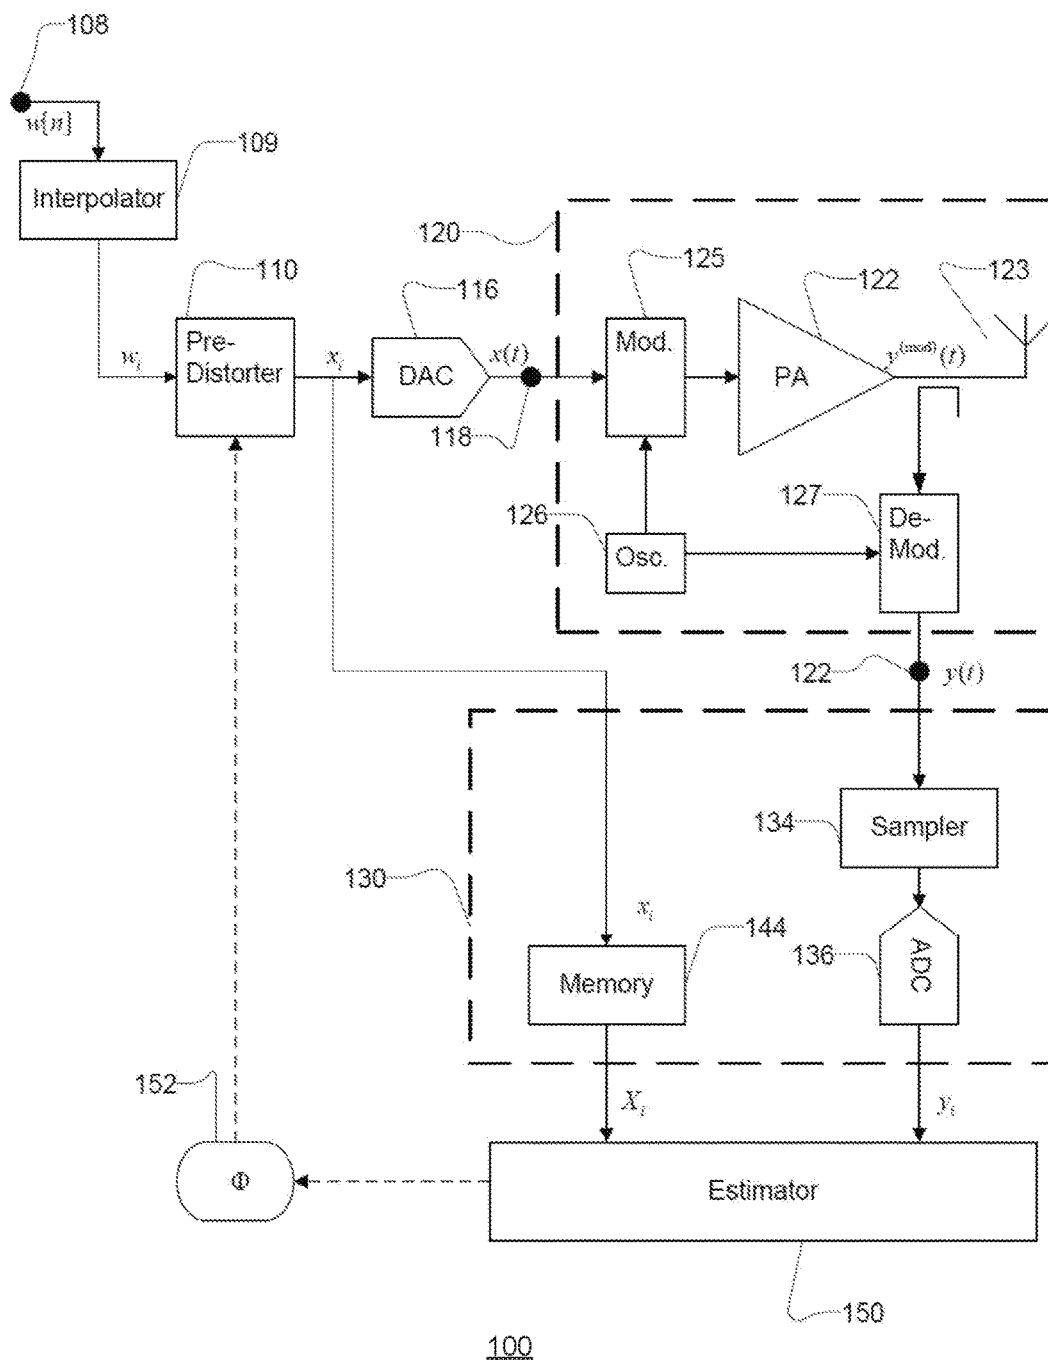 108
w[n]
109
Interpolator
120
110
116
125
122
123
Pre-
Distorter
w_i
x_i
DAC
x(t)
118
Mod.
PA
y^(mod)(t)
127
De-
Mod.
126
Osc.
122
y(t)
134
Sampler
130
x_i
144
Memory
136
ADC
152
X_i
y_i
Φ
Estimator
150
100